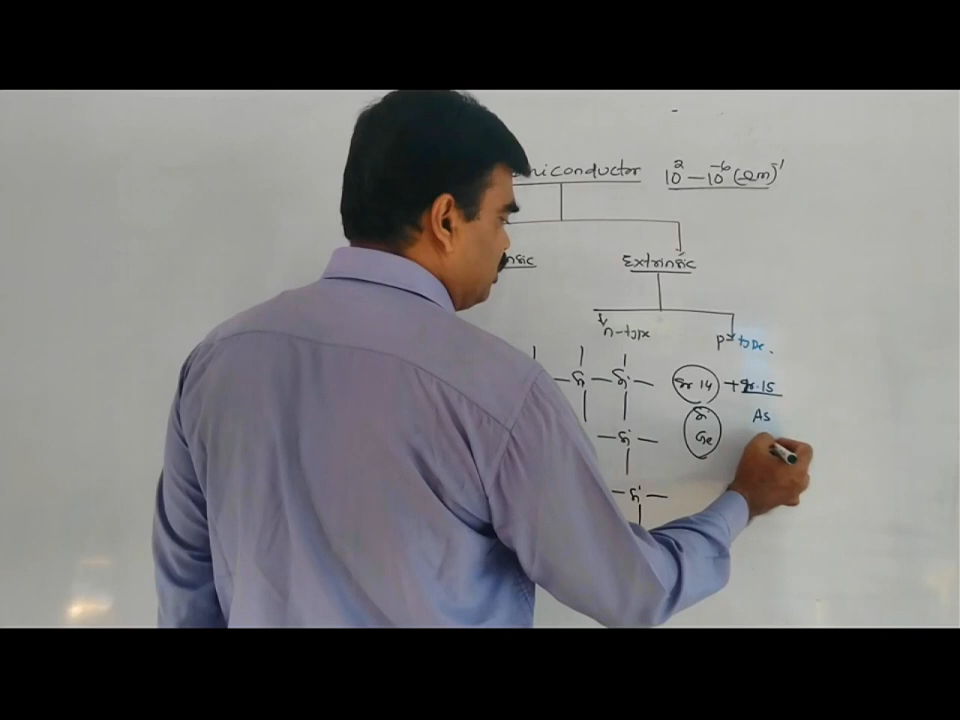 miconductor 10² – 10⁻⁶ (Ωm)⁻¹
nsic Extrinsic
n-type p-type.
Si Si Gr 14 + Gr. 15
Si As
Si Ge
Si